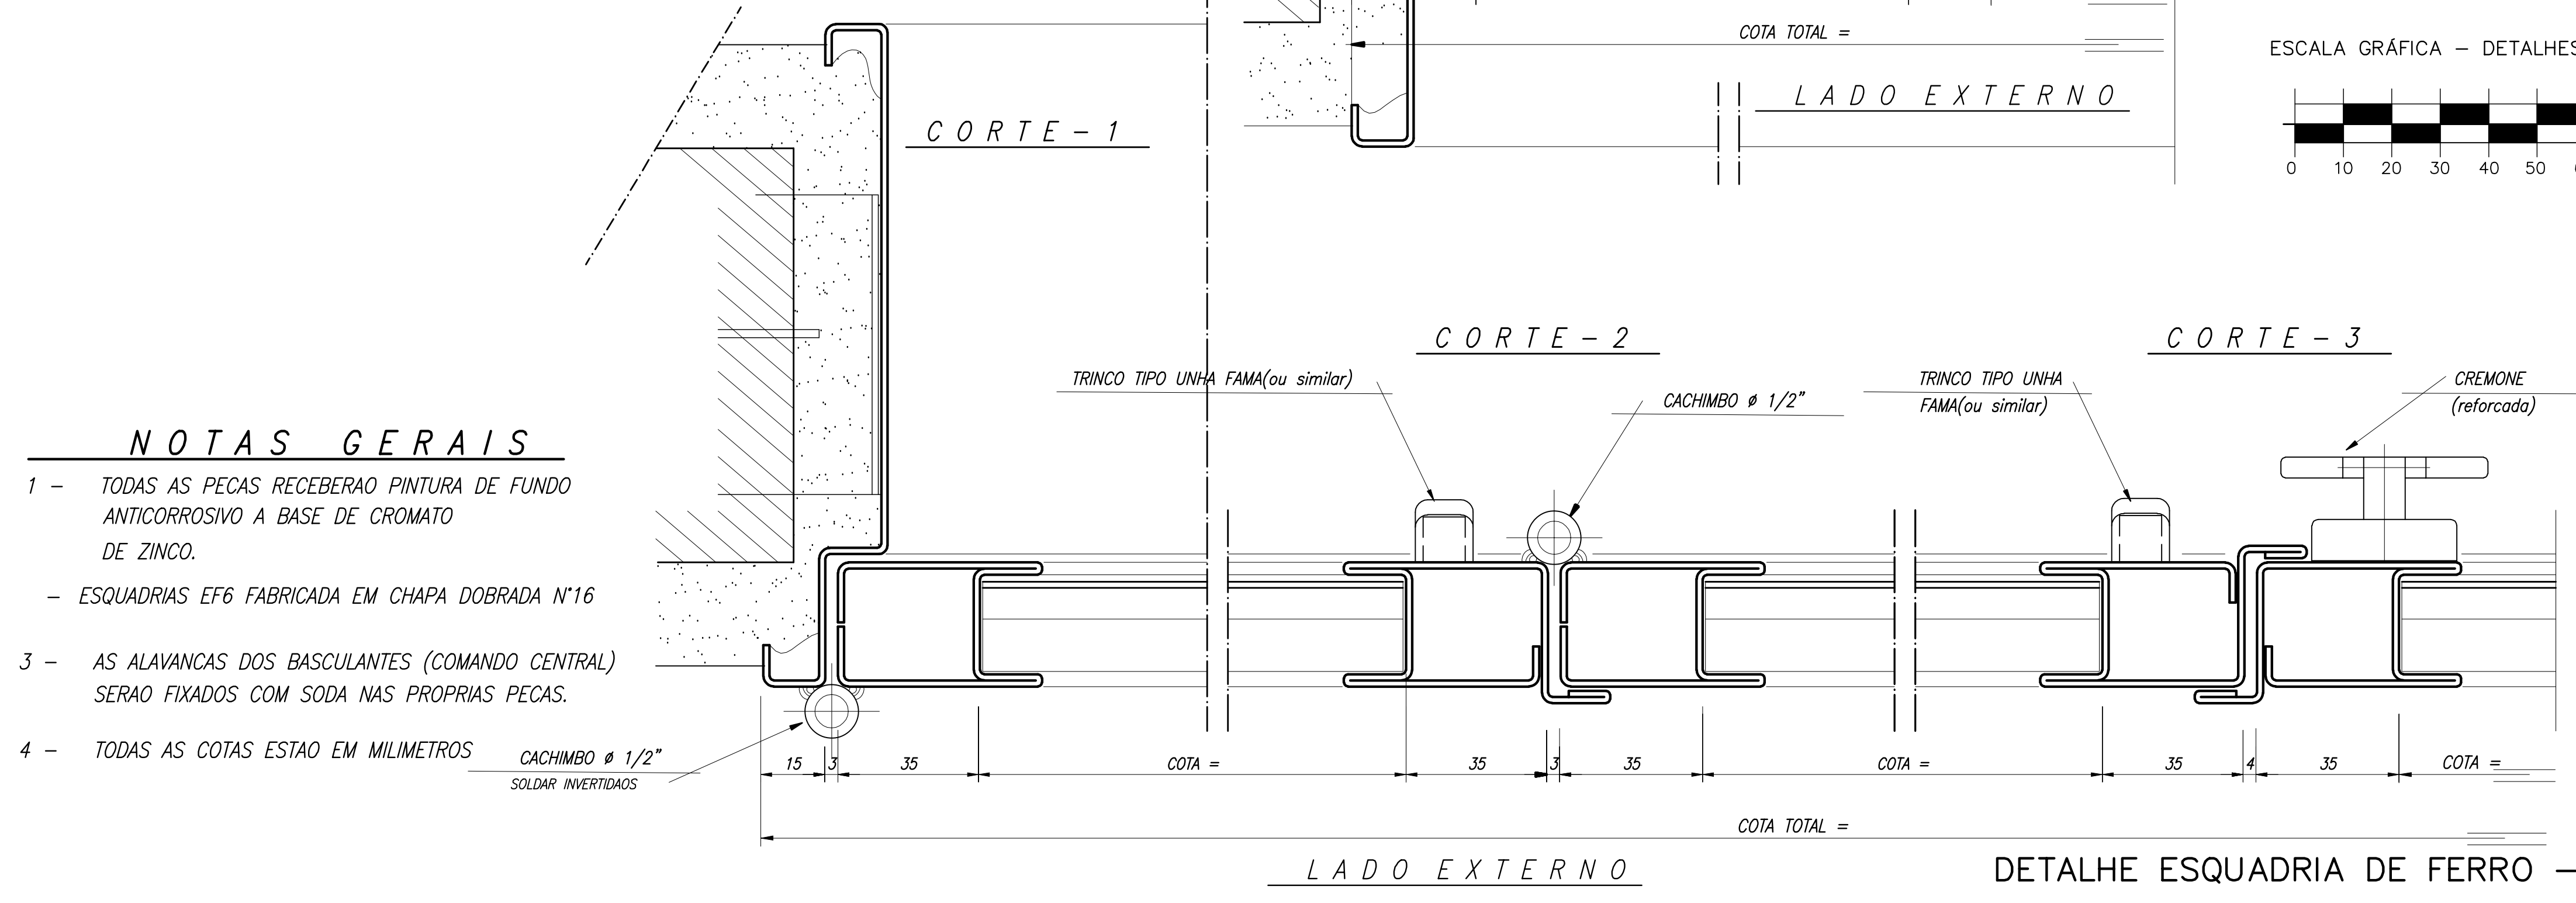 COTA TOTAL =
LADO EXTERNO
ESCALA GRÁFICA – DETALHES
0 10 20 30 40 50
CORTE-1
CORTE-2
CORTE-3
TRINCO TIPO UNHA FAMA(ou similar)
CACHIMBO ø 1/2"
TRINCO TIPO UNHA
FAMA(ou similar)
CREMONE
(reforcada)
NOTAS GERAIS
1 – TODAS AS PECAS RECEBERAO PINTURA DE FUNDO
ANTICORROSIVO A BASE DE CROMATO
DE ZINCO.
– ESQUADRIAS EF6 FABRICADA EM CHAPA DOBRADA N°16
3 – AS ALAVANCAS DOS BASCULANTES (COMANDO CENTRAL)
SERAO FIXADOS COM SODA NAS PROPRIAS PECAS.
4 – TODAS AS COTAS ESTAO EM MILIMETROS
CACHIMBO ø 1/2"
SOLDAR INVERTIDAOS
15 3 35 COTA = 35 3 35 COTA = 35 4 35 COTA =
COTA TOTAL =
LADO EXTERNO
DETALHE ESQUADRIA DE FERRO –